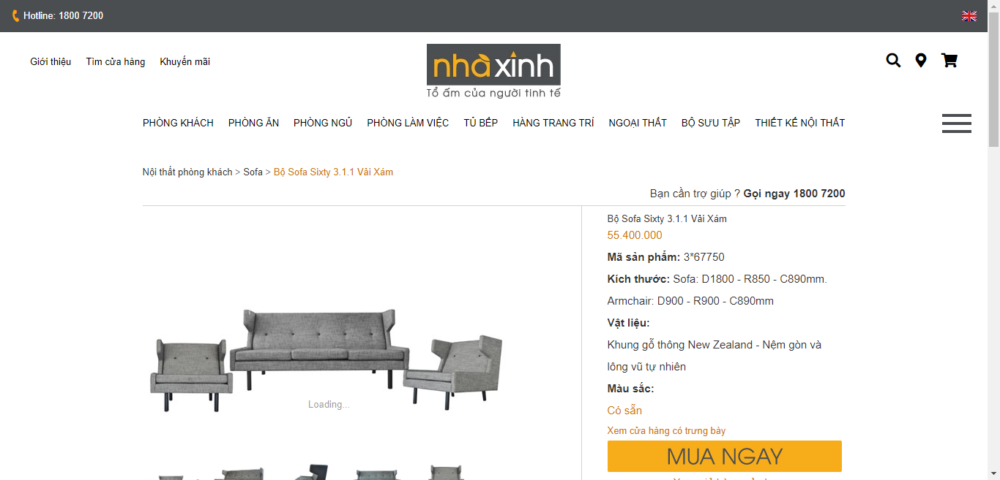 Hotline: 1800 7200
Giới thiệu Tìm cửa hàng Khuyến mãi
nhàxinh
Tổ ấm của người tinh tế
PHÒNG KHÁCH PHÒNG ĂN PHÒNG NGỦ PHÒNG LÀM VIỆC TỦ BẾP HÀNG TRANG TRÍ NGOẠI THẤT BỘ SƯU TẬP THIẾT KẾ NỘI THẤT
Nội thất phòng khách > Sofa > Bộ Sofa Sixty 3.1.1 Vải Xám
Bạn cần trợ giúp ? Gọi ngay 1800 7200
Bộ Sofa Sixty 3.1.1 Vải Xám
55.400.000
Mã sản phẩm: 3*67750
Kích thước: Sofa: D1800 - R850 - C890mm.
Armchair: D900 - R900 - C890mm
Vật liệu:
Khung gỗ thông New Zealand - Nệm gòn và
lông vũ tự nhiên
Màu sắc:
Có sẵn
Xem cửa hàng có trưng bày
MUA NGAY
Loading...